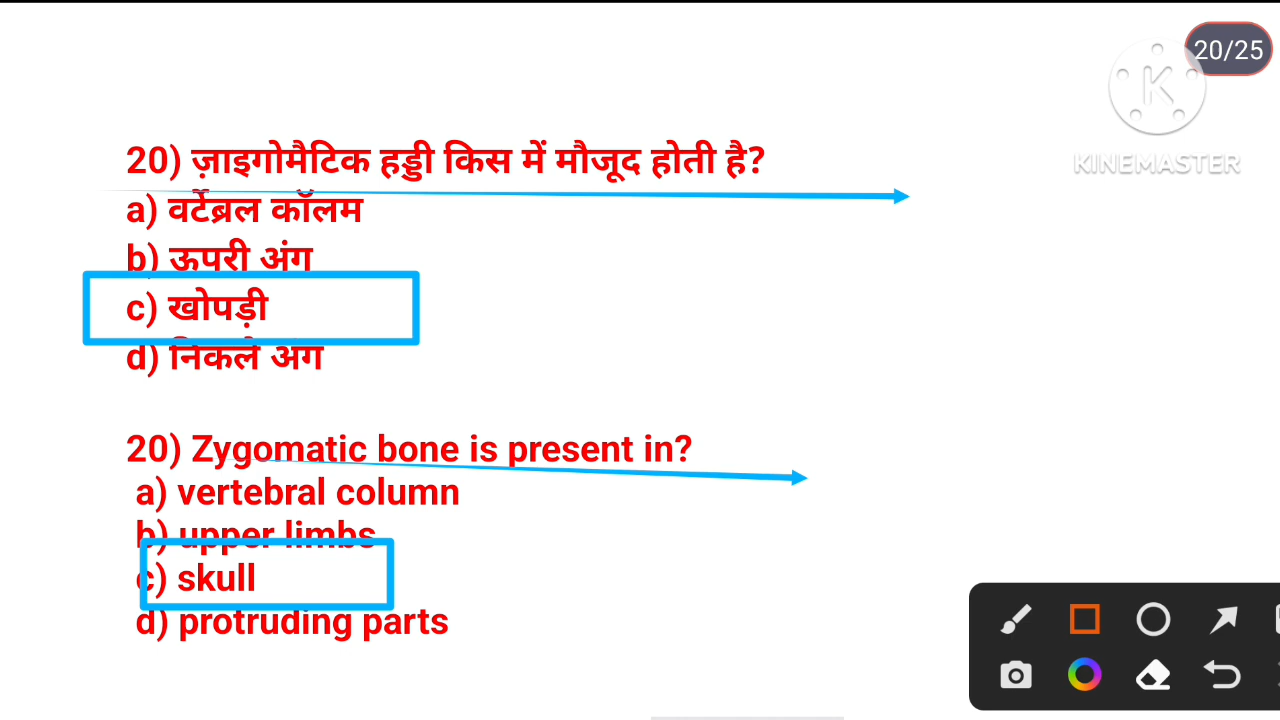 20/25
KINEMASTER
20) ज़ाइगोमैटिक हड्डी किस में मौजूद होती है?
a) वर्टेब्रल कॉलम
b) ऊपरी अंग
c) खोपड़ी
d) निकले अंग
20) Zygomatic bone is present in?
a) vertebral column
b) upper limbs
c) skull
d) protruding parts